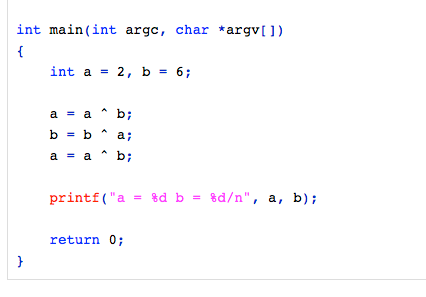 int main(int argc, char *argv[])
{
    int a = 2, b = 6;

    a = a ^ b;
    b = b ^ a;
    a = a ^ b;

    printf("a = %d b = %d/n", a, b);

    return 0;
}